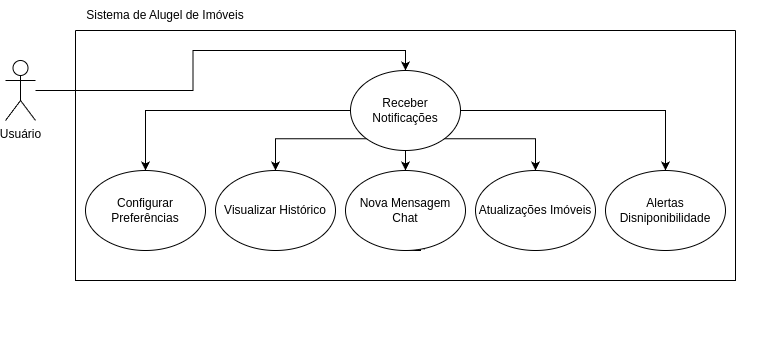 Sistema de Alugel de Imóveis
Receber
Notificações
Usuário
Configurar
Preferências
Visualizar Histórico
Nova Mensagem
Chat
Atualizações Imóveis
Alertas
Disniponibilidade